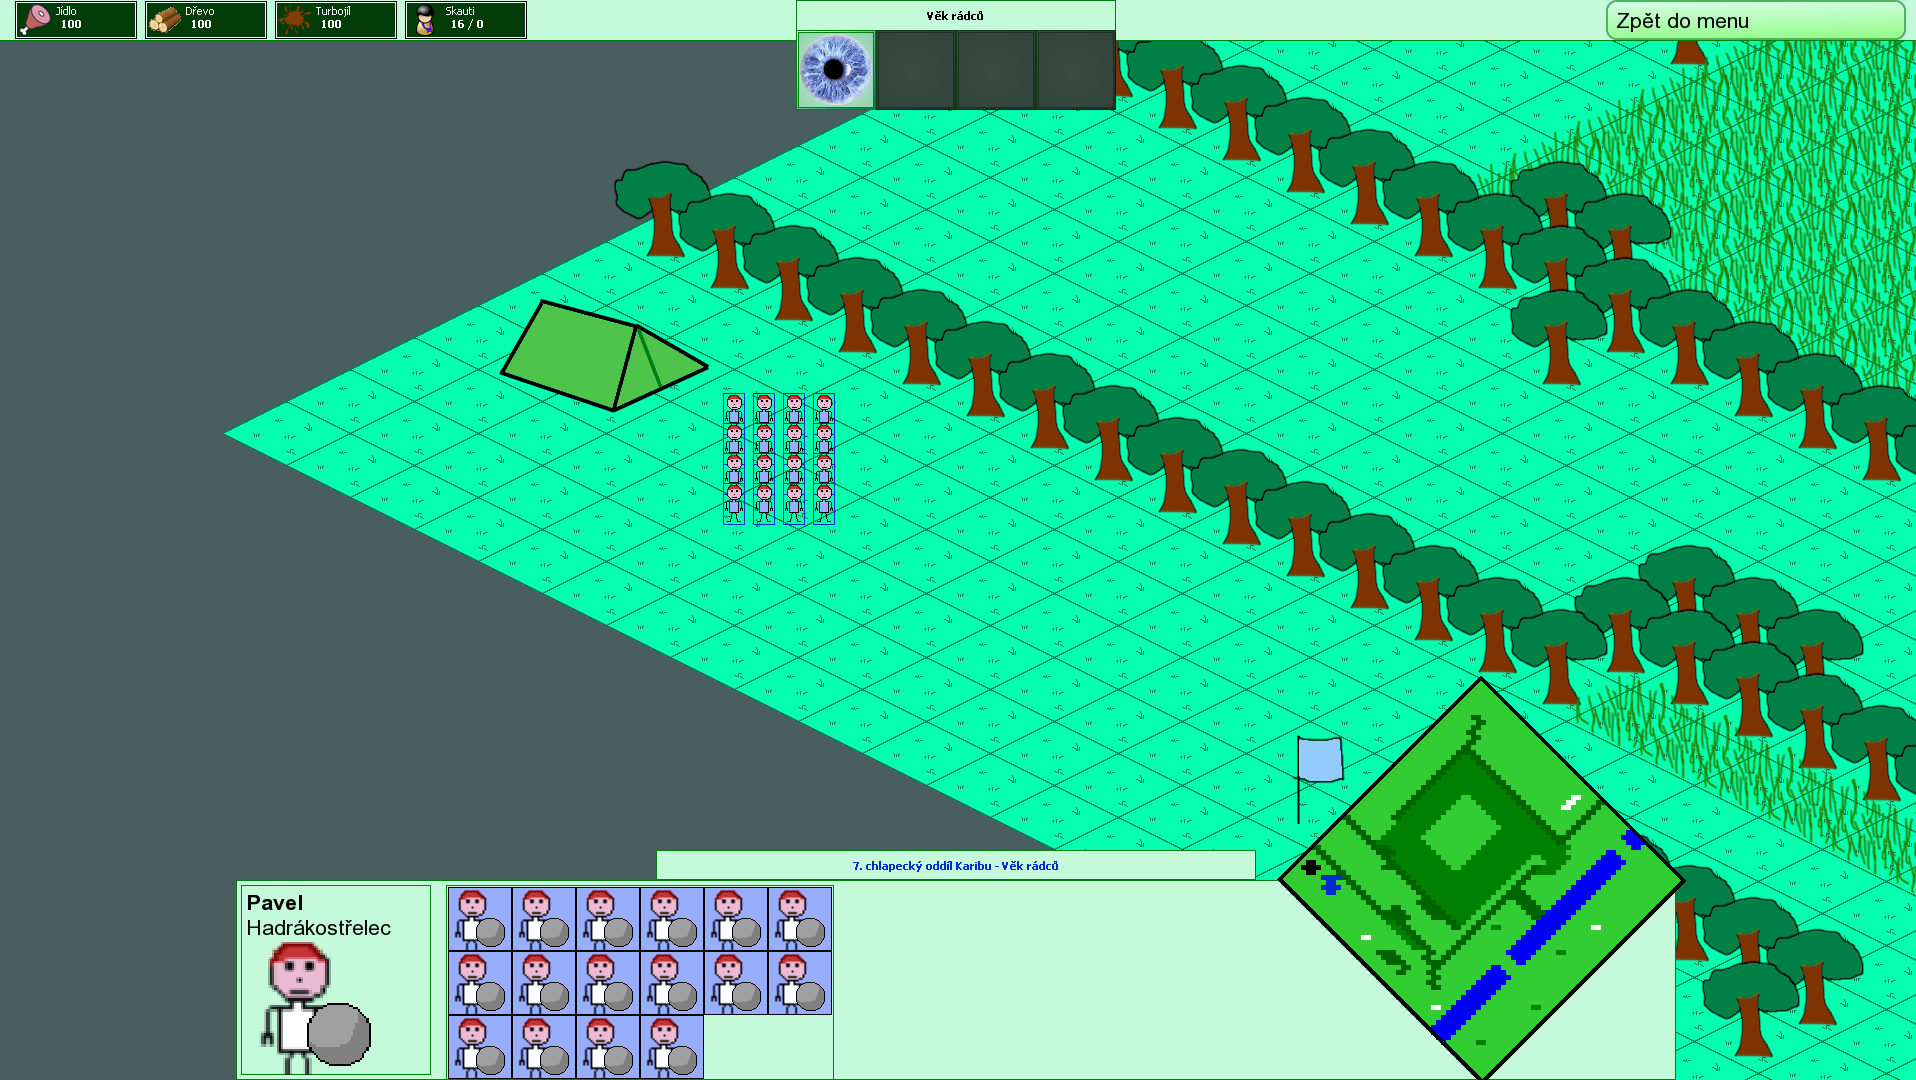 Jídlo
100
Dřevo
100
Turbojíl
100
Skauti
16 / 0
Věk rádců
Zpět do menu
7. chlapecký oddíl Karibu - Věk rádců
Pavel
Hadrákostřelec